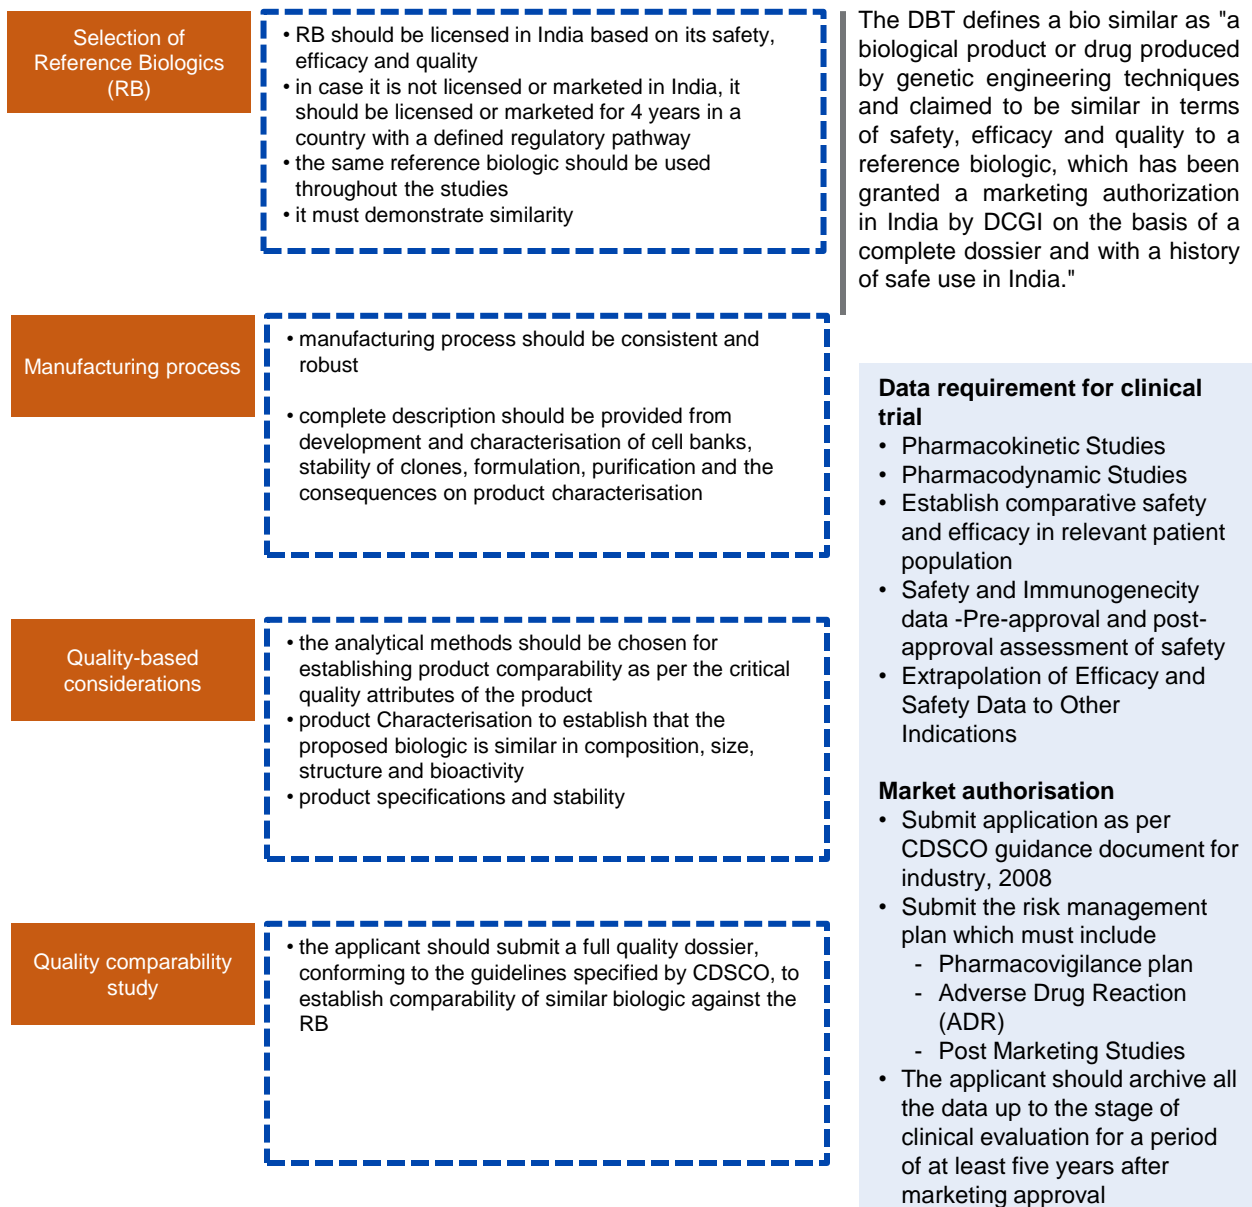 Selection of
Reference Biologics
(RB)
• RB should be licensed in India based on its safety,
efficacy and quality
• in case it is not licensed or marketed in India, it
should be licensed or marketed for 4 years in a
country with a defined regulatory pathway
• the same reference biologic should be used
throughout the studies
• it must demonstrate similarity
Manufacturing process
• manufacturing process should be consistent and
robust
• complete description should be provided from
development and characterisation of cell banks,
stability of clones, formulation, purification and the
consequences on product characterisation
Quality-based
considerations
• the analytical methods should be chosen for
establishing product comparability as per the critical
quality attributes of the product
• product Characterisation to establish that the
proposed biologic is similar in composition, size,
structure and bioactivity
• product specifications and stability
Quality comparability
study
• the applicant should submit a full quality dossier,
conforming to the guidelines specified by CDSCO, to
establish comparability of similar biologic against the
RB
The DBT defines a bio similar as "a
biological product or drug produced
by genetic engineering techniques
and claimed to be similar in terms
of safety, efficacy and quality to a
reference biologic, which has been
granted a marketing authorization
in India by DCGI on the basis of a
complete dossier and with a history
of safe use in India."
Data requirement for clinical
trial
• Pharmacokinetic Studies
• Pharmacodynamic Studies
• Establish comparative safety
and efficacy in relevant patient
population
• Safety and Immunogenecity
data -Pre-approval and post-
approval assessment of safety
• Extrapolation of Efficacy and
Safety Data to Other
Indications
Market authorisation
• Submit application as per
CDSCO guidance document for
industry, 2008
• Submit the risk management
plan which must include
- Pharmacovigilance plan
- Adverse Drug Reaction
(ADR)
- Post Marketing Studies
• The applicant should archive all
the data up to the stage of
clinical evaluation for a period
of at least five years after
marketing approval